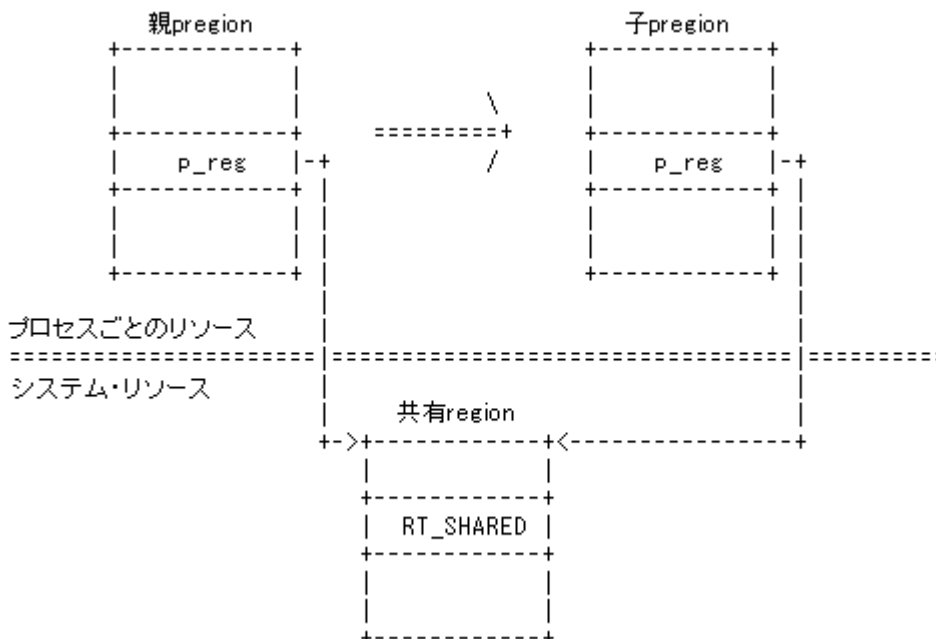 親pregion 子pregion
p_reg p_reg
プロセスごとのリソース
システム・リソース
共有region
RT_SHARED